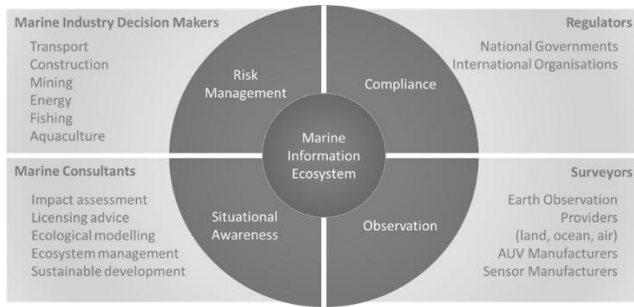 Marine Industry Decision Makers
Transport
Construction
Mining
Energy
Fishing
Aquaculture
Risk
Management
Compliance
Regulators
National Governments
International Organisations
Marine
Information
Ecosystem
Marine Consultants
Impact assessment
Licensing advice
Ecological modelling
Ecosystem management
Sustainable development
Situational
Awareness
Observation
Surveyors
Earth Observation
Providers
(land, ocean, air)
AUV Manufacturers
Sensor Manufacturers